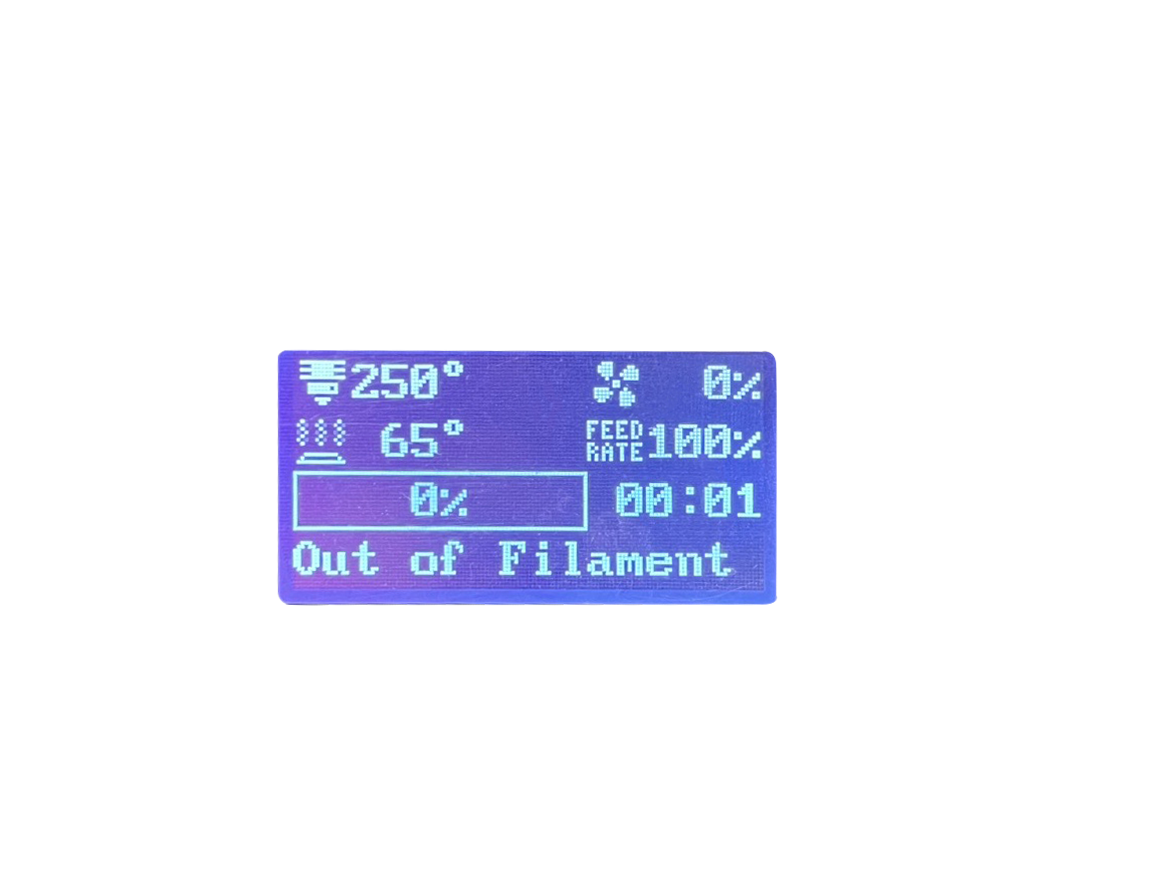 250° 0%
65° FEED RATE 100%
0% 00:01
Out of Filament